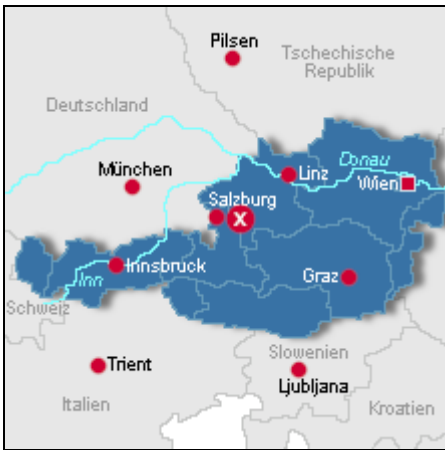 Pilsen
Tschechische
Republik
Deutschland
Donau
München
Linz
Wien
Salzburg
X
Innsbruck
Inn
Graz
Schweiz
Slowenien
Trient
Ljubljana
Italien
Kroatien